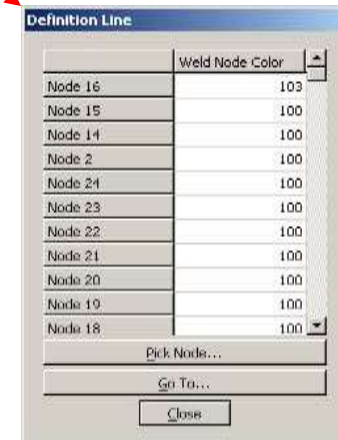 Definition Line
Weld Node Color
Node 16 103
Node 15 100
Node 14 100
Node 2 100
Node 24 100
Node 23 100
Node 22 100
Node 21 100
Node 20 100
Node 19 100
Node 18 100
Pick Node...
Go To...
Close